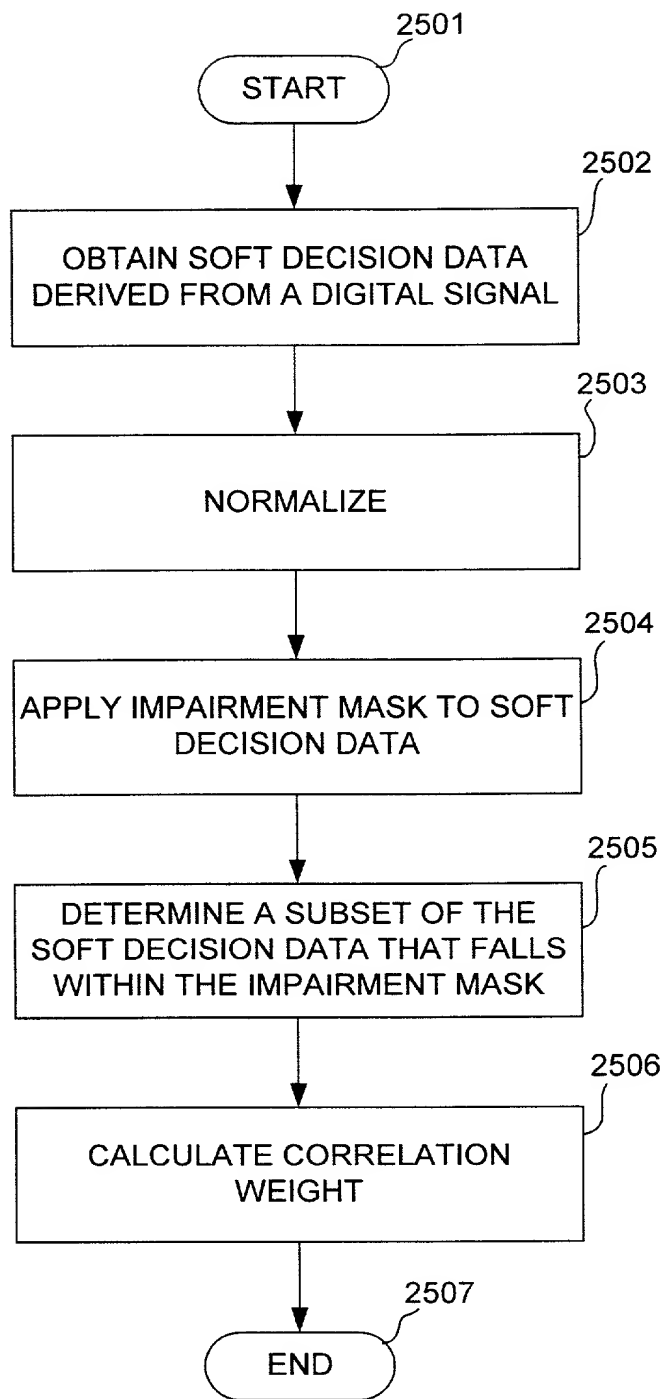 2501
START
2502
OBTAIN SOFT DECISION DATA
DERIVED FROM A DIGITAL SIGNAL
2503
NORMALIZE
2504
APPLY IMPAIRMENT MASK TO SOFT
DECISION DATA
2505
DETERMINE A SUBSET OF THE
SOFT DECISION DATA THAT FALLS
WITHIN THE IMPAIRMENT MASK
2506
CALCULATE CORRELATION
WEIGHT
2507
END